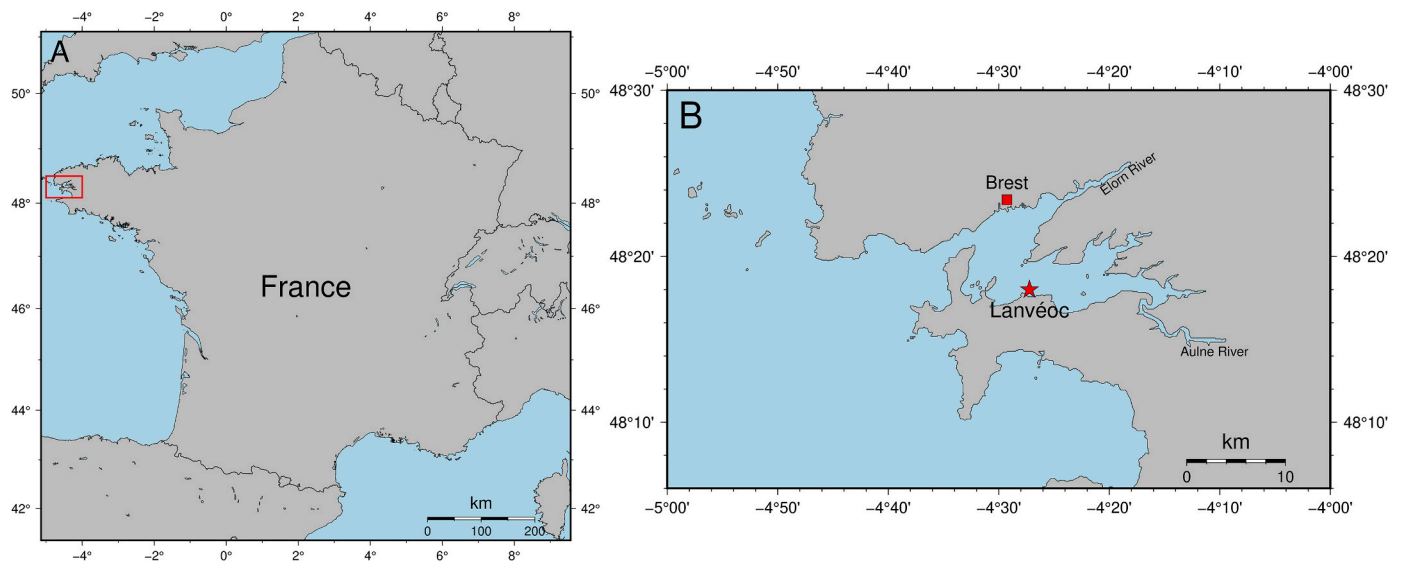 −4° −2° 0° 2° 4° 6° 8°
A
50° 50°
48° 48°
France
46° 46°
44° 44°
42° 42°
km
0 100 200
−4° −2° 0° 2° 4° 6° 8°
−5°00' −4°50' −4°40' −4°30' −4°20' −4°10' −4°00'
48°30' 48°30'
B
Élorn River
Brest
48°20' 48°20'
Lanvéoc
Aulne River
48°10' 48°10'
km
0 10
−5°00' −4°50' −4°40' −4°30' −4°20' −4°10' −4°00'